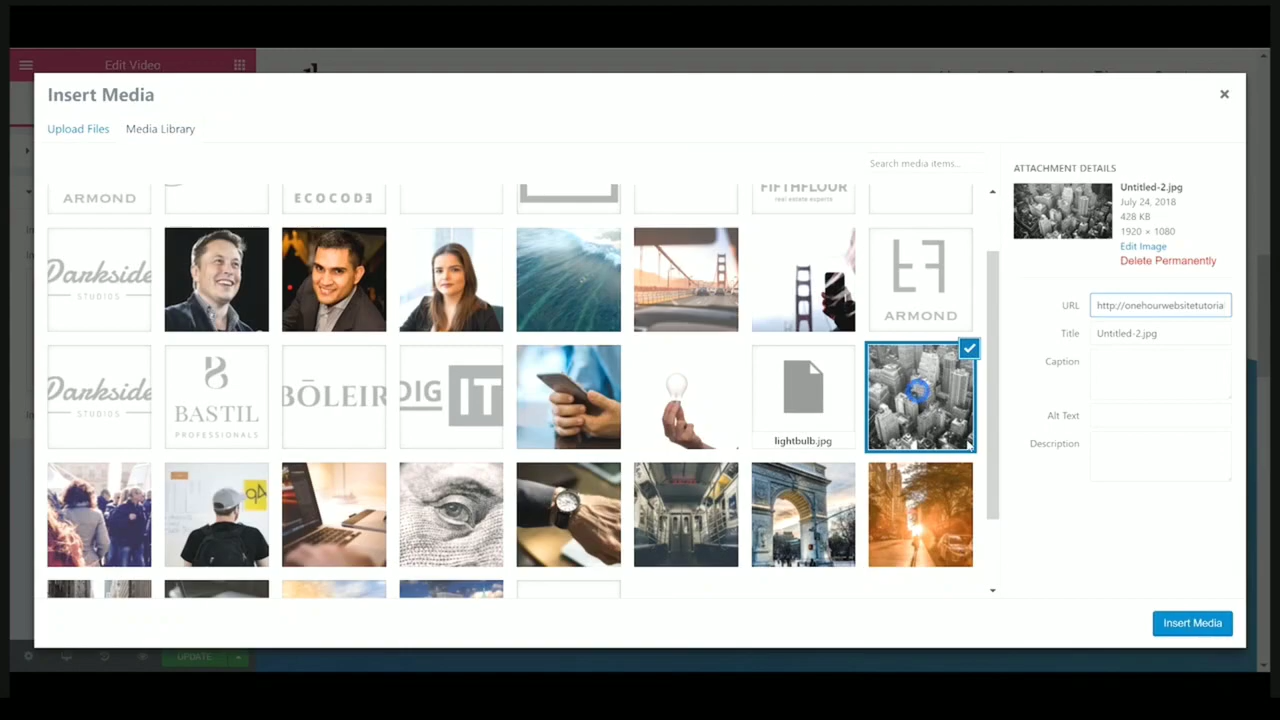 Edit Video
Insert Media
Upload Files
Media Library
Search media items...
ATTACHMENT DETAILS
Untitled-2.jpg
July 24, 2018
428 KB
1920 × 1080
Edit Image
Delete Permanently
URL
http://onehourwebsitetutoria
Title
Untitled-2.jpg
Caption
Alt Text
Description
ARMOND
ECOCODE
FIFTHFLOUR
real estate experts
Darkside
STUDIOS
ARMOND
Darkside
STUDIOS
B
BASTIL
PROFESSIONALS
BŌLEIR
DIG IT
lightbulb.jpg
Insert Media
UPDATE